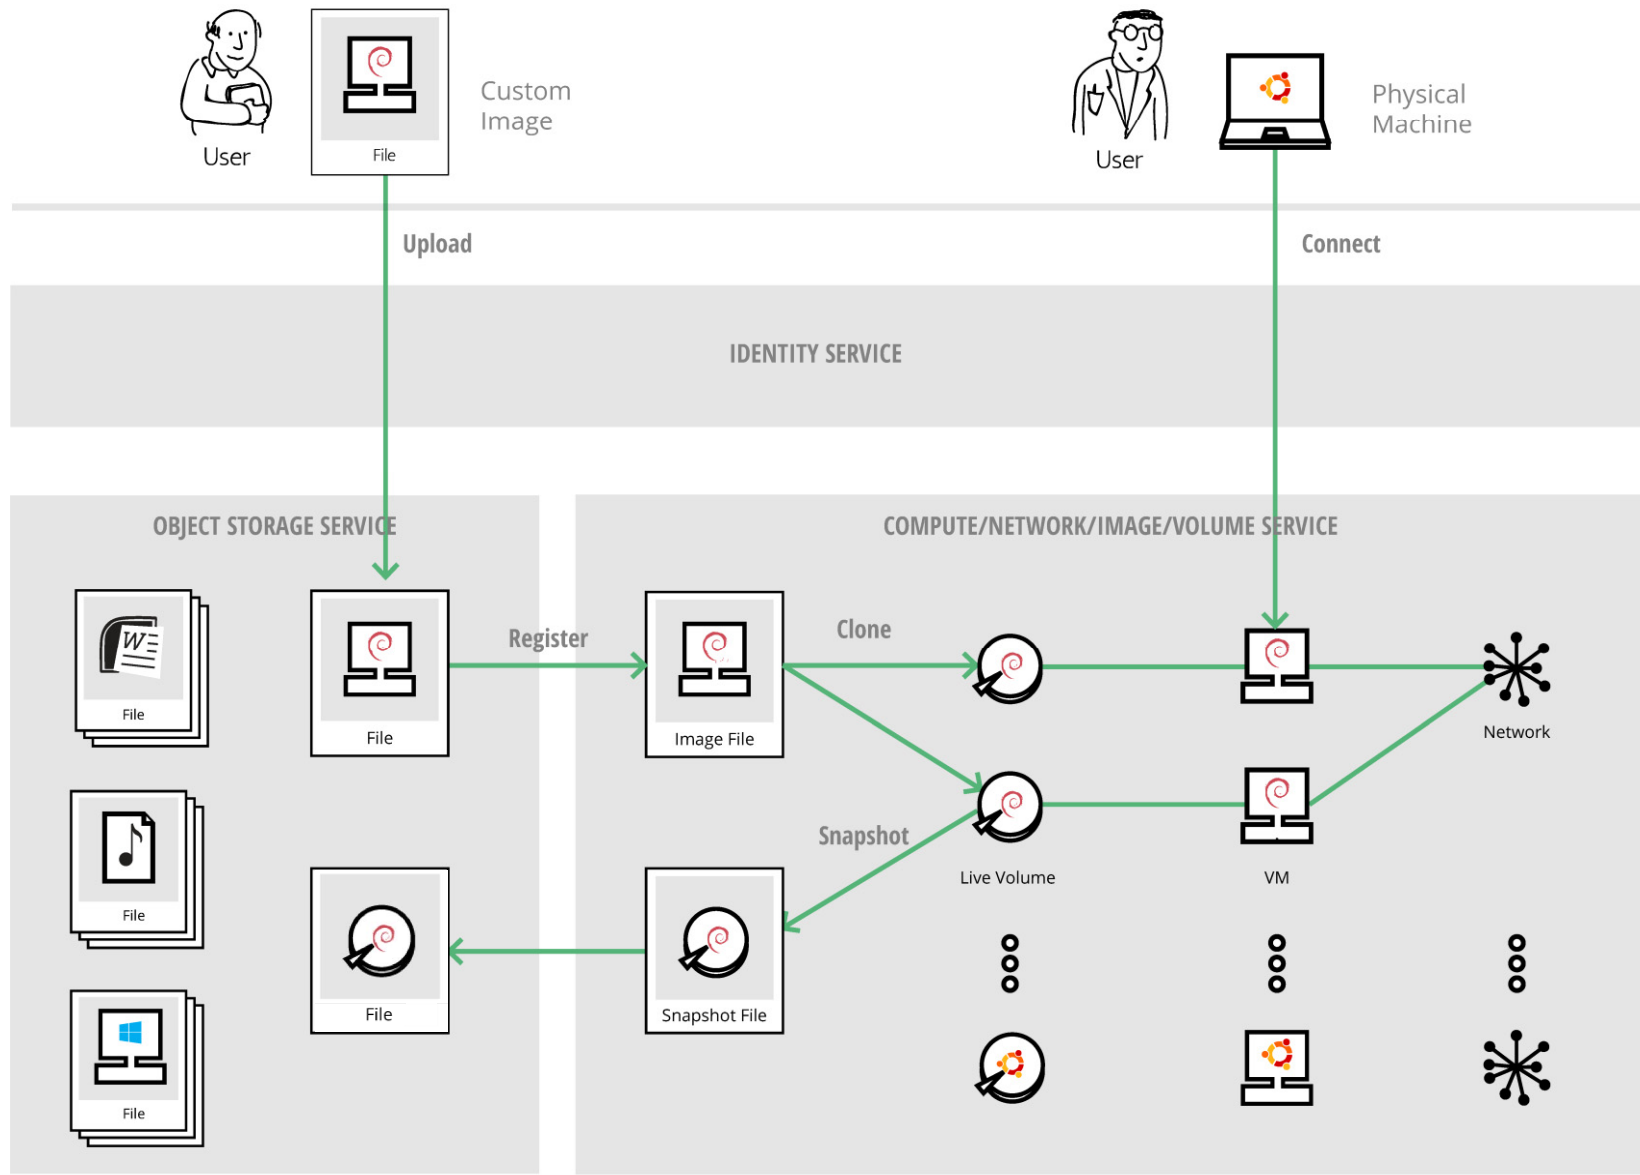 Custom
Image
User
File
Physical
Machine
User
Upload
Connect
IDENTITY SERVICE
OBJECT STORAGE SERVICE
COMPUTE/NETWORK/IMAGE/VOLUME SERVICE
W
File
File
Register
Image File
Clone
Network
File
Snapshot
Live Volume
VM
File
Snapshot File
File